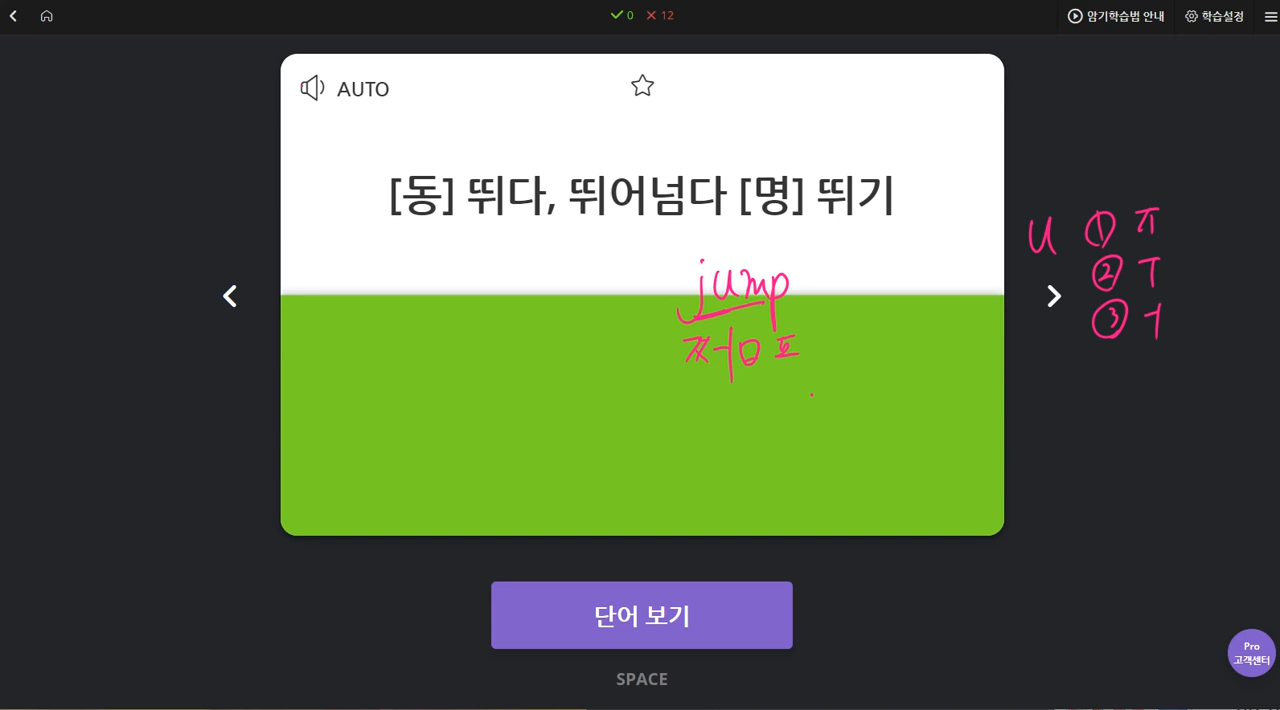 0 12 암기학습법 안내 학습설정
AUTO
[동] 뛰다, 뛰어넘다 [명] 뛰기
jump
쩌ㅁ프
u ① ㅠ
② ㅜ
③ ㅓ
단어 보기
SPACE
Pro
고객센터